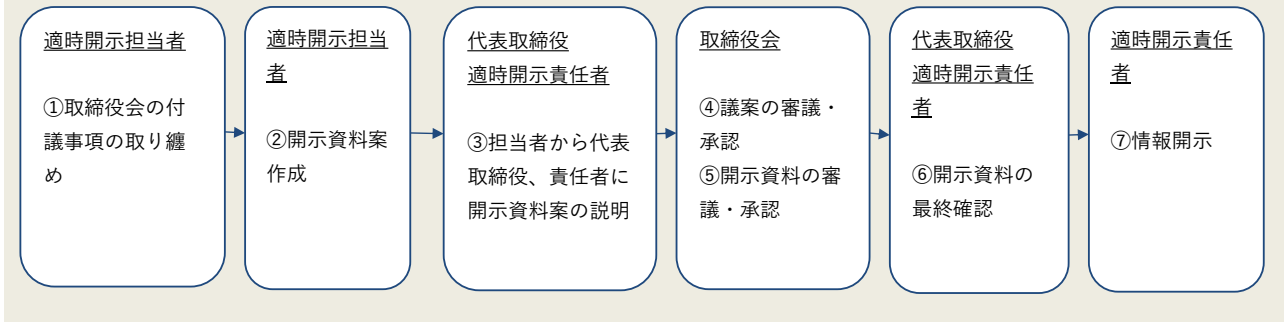 適時開示担当者
①取締役会の付
議事項の取り纏
め
適時開示担当
者
②開示資料案
作成
代表取締役
適時開示責任者
③担当者から代表
取締役、責任者に
開示資料案の説明
取締役会
④議案の審議・
承認
⑤開示資料の審
議・承認
代表取締役
適時開示責任
者
⑥開示資料の
最終確認
適時開示責任
者
⑦情報開示